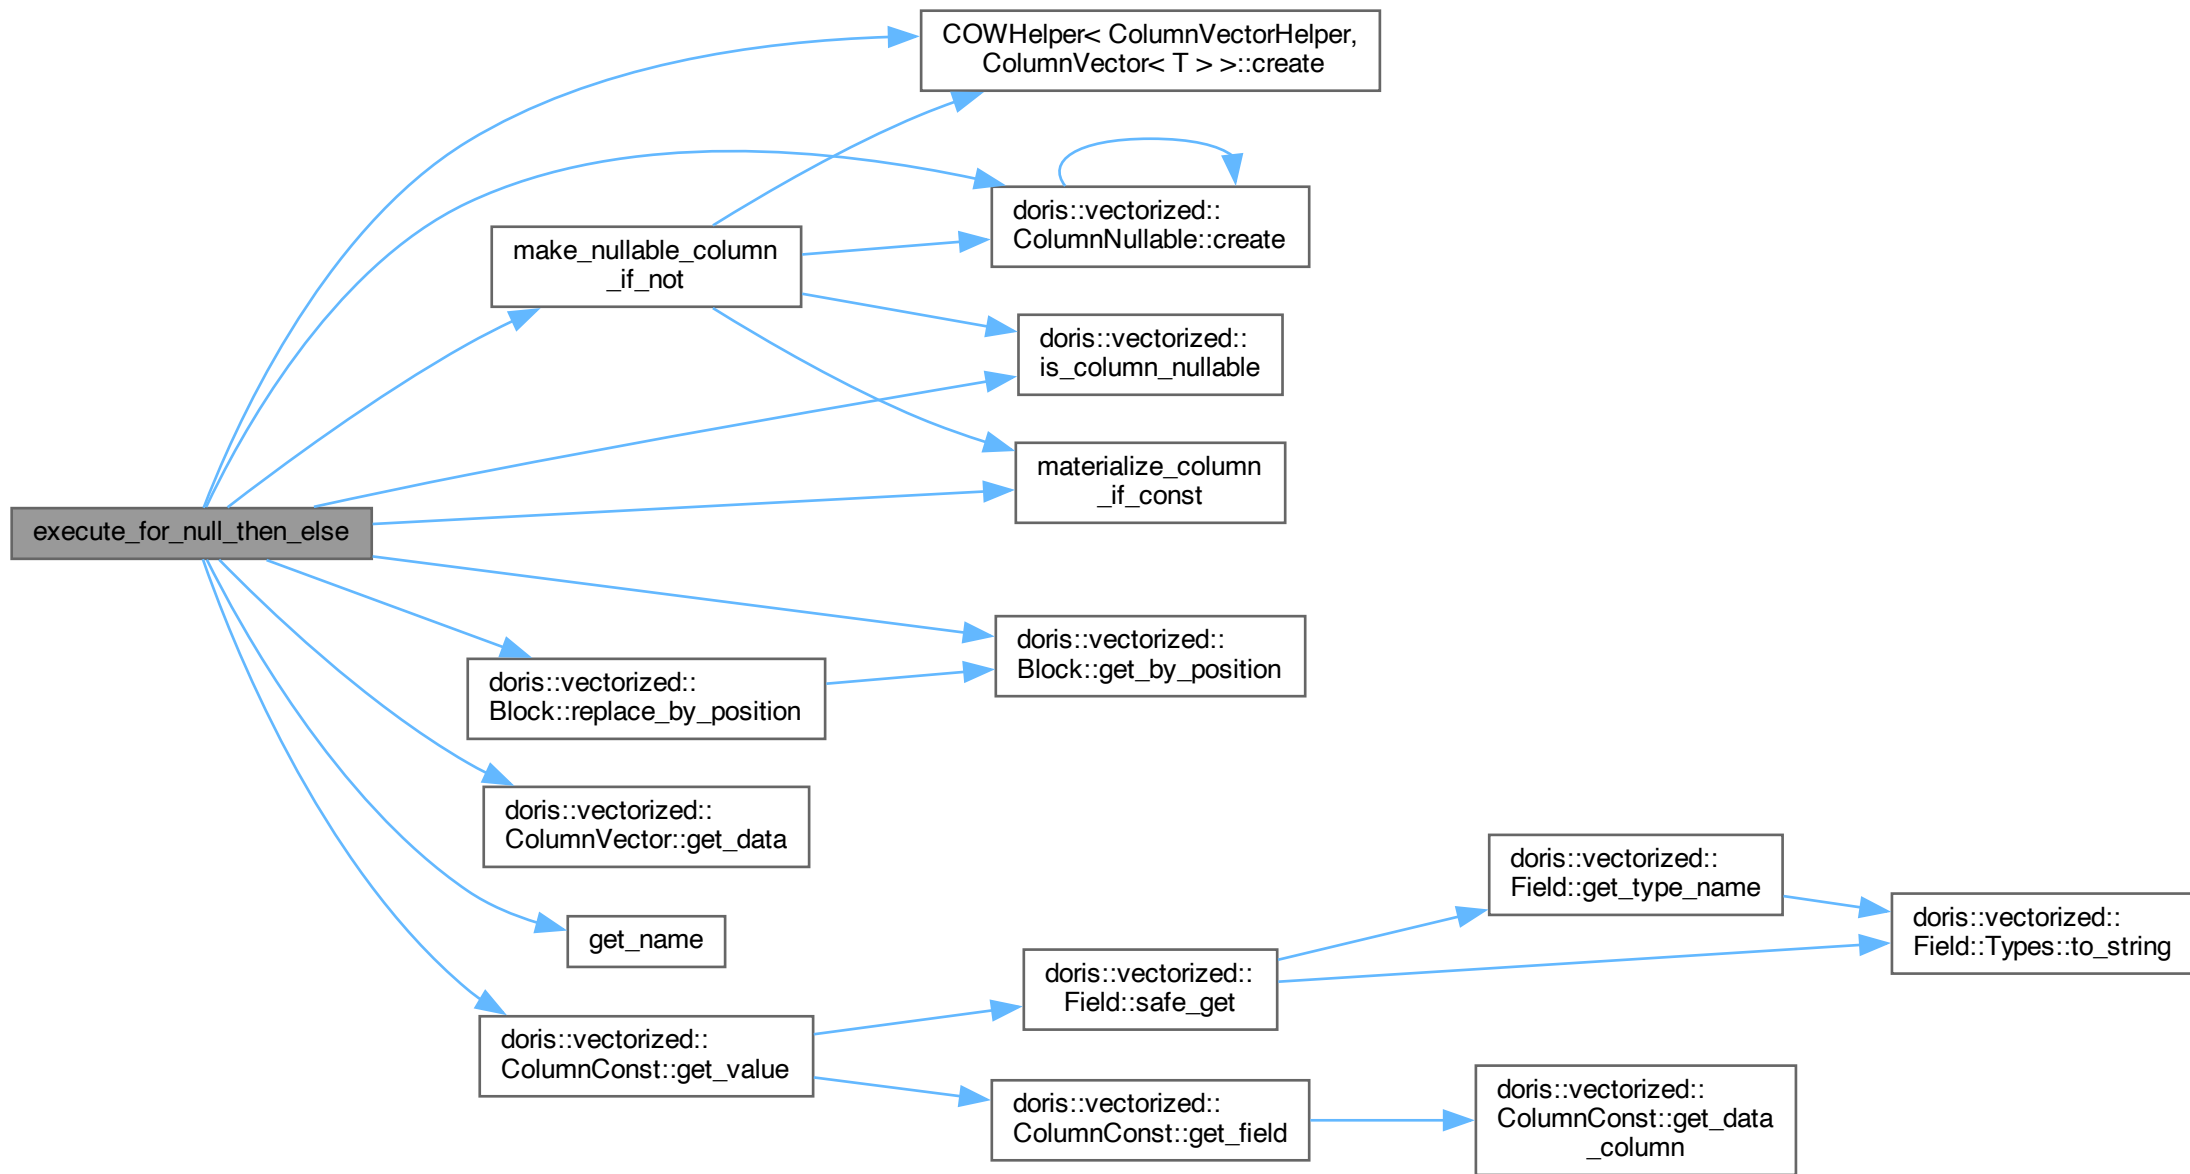 COWHelper< ColumnVectorHelper,
ColumnVector< T > >::create
doris::vectorized::
ColumnNullable::create
make_nullable_column
_if_not
doris::vectorized::
is_column_nullable
materialize_column
_if_const
execute_for_null_then_else
doris::vectorized::
Block::get_by_position
doris::vectorized::
Block::replace_by_position
doris::vectorized::
ColumnVector::get_data
get_name
doris::vectorized::
Field::get_type_name
doris::vectorized::
Field::Types::to_string
doris::vectorized::
Field::safe_get
doris::vectorized::
ColumnConst::get_value
doris::vectorized::
ColumnConst::get_field
doris::vectorized::
ColumnConst::get_data
_column